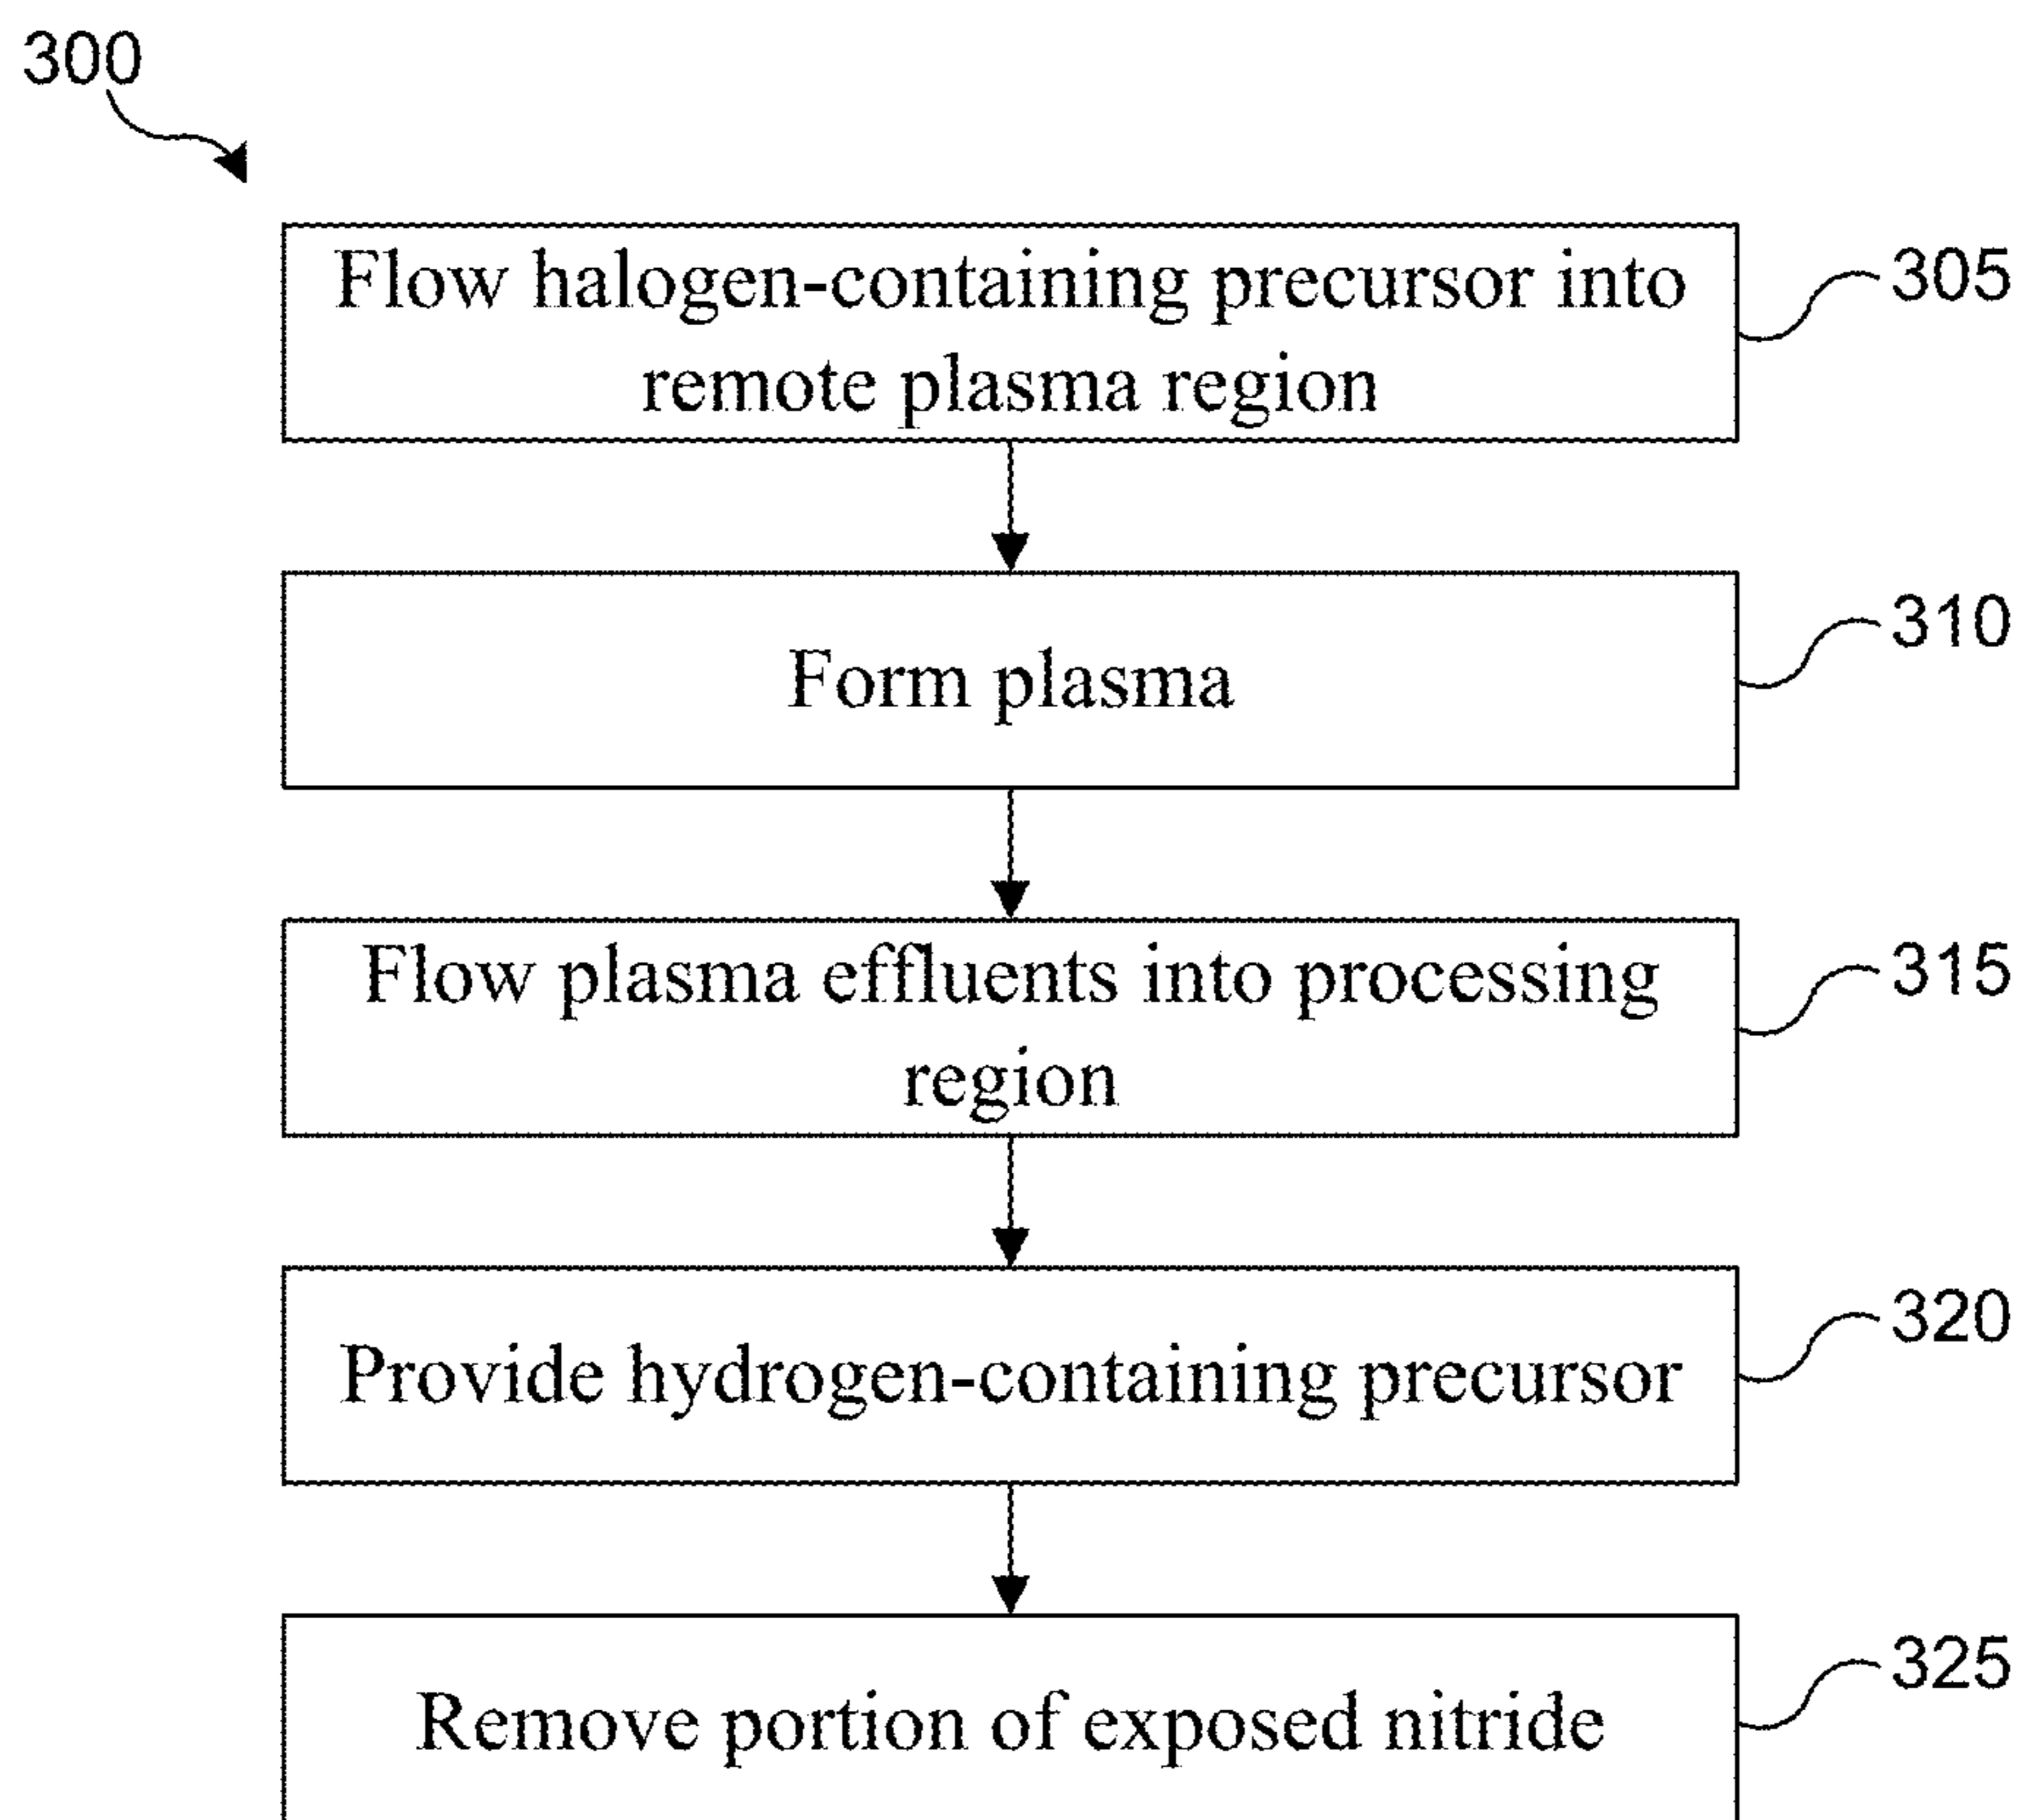 300
Flow halogen-containing precursor into
remote plasma region
305
Form plasma
310
Flow plasma effluents into processing
region
315
Provide hydrogen-containing precursor
320
Remove portion of exposed nitride
325